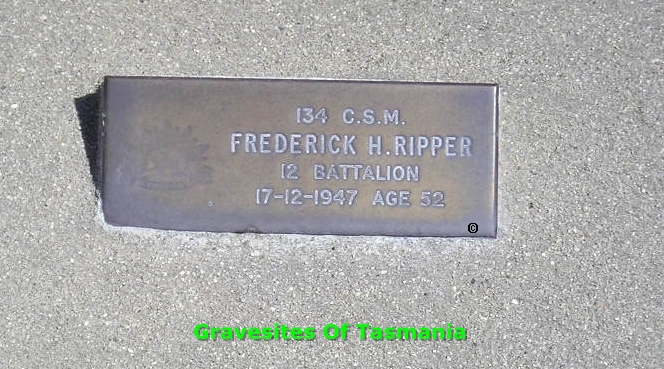 134 C.S.M.
FREDERICK H. RIPPER
12 BATTALION
17-12-1947 AGE 52
©
Gravesites Of Tasmania